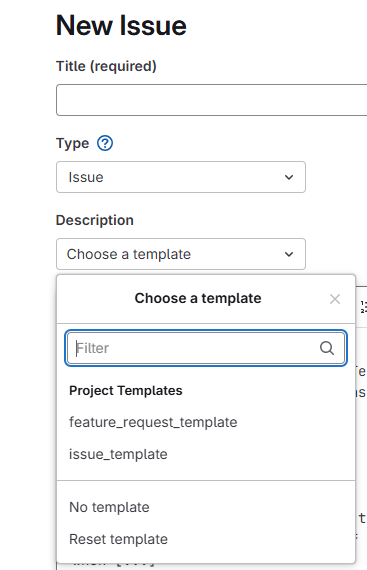 New Issue
Title (required)
Type
Issue
Description
Choose a template
Choose a template
Filter
Project Templates
feature_request_template
issue_template
No template
Reset template